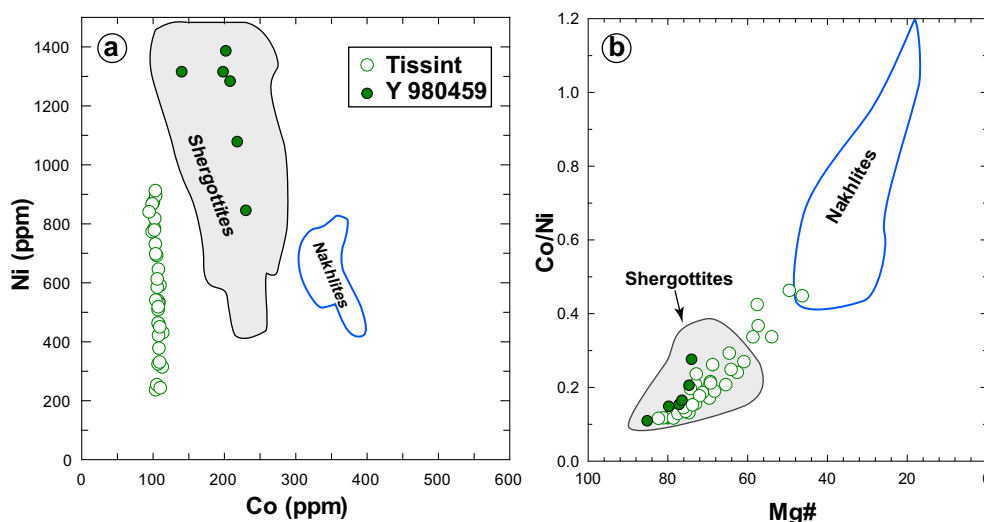 a
Tissint
Y 980459
Shergottites
Nakhlites
1400
1200
1000
800
600
400
200
0
Ni (ppm)
0 100 200 300 400 500 600
Co (ppm)
b
Nakhlites
Shergottites
1.2
1.0
0.8
0.6
0.4
0.2
0.0
Co/Ni
100 80 60 40 20 0
Mg#